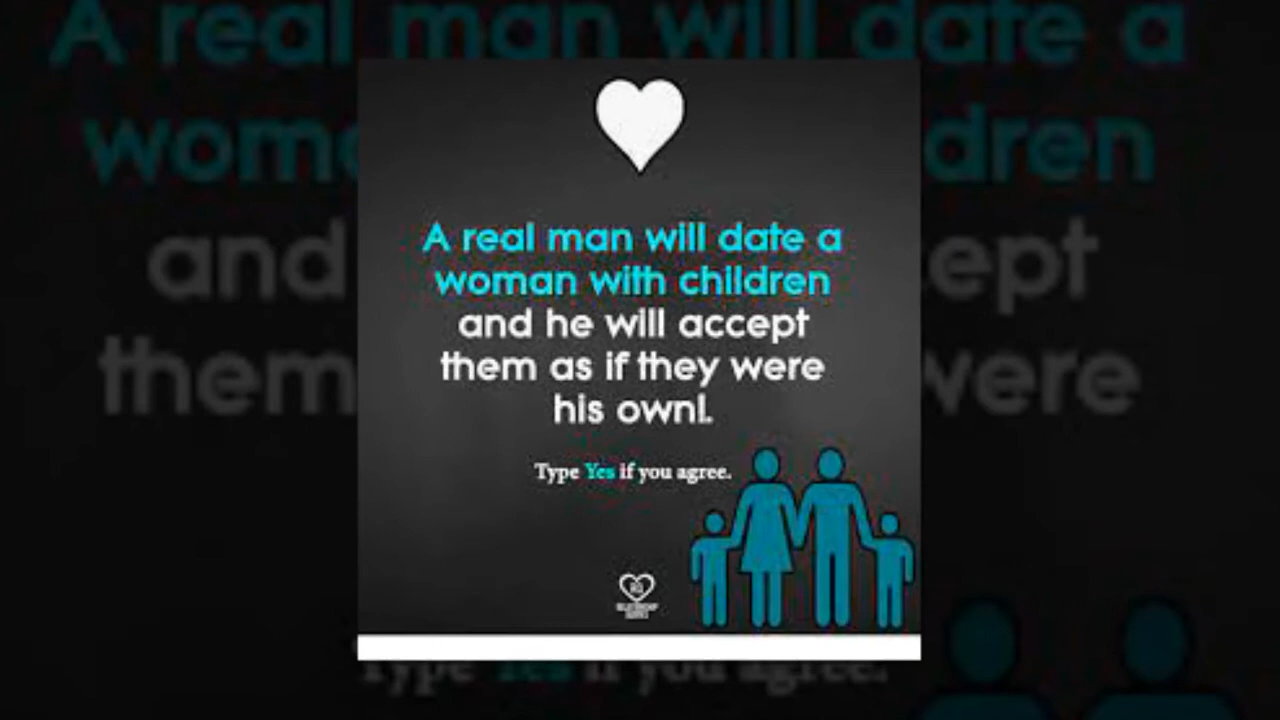 A real man will date a
woman with children
and he will accept
them as if they were
his own!.
Type Yes if you agree.